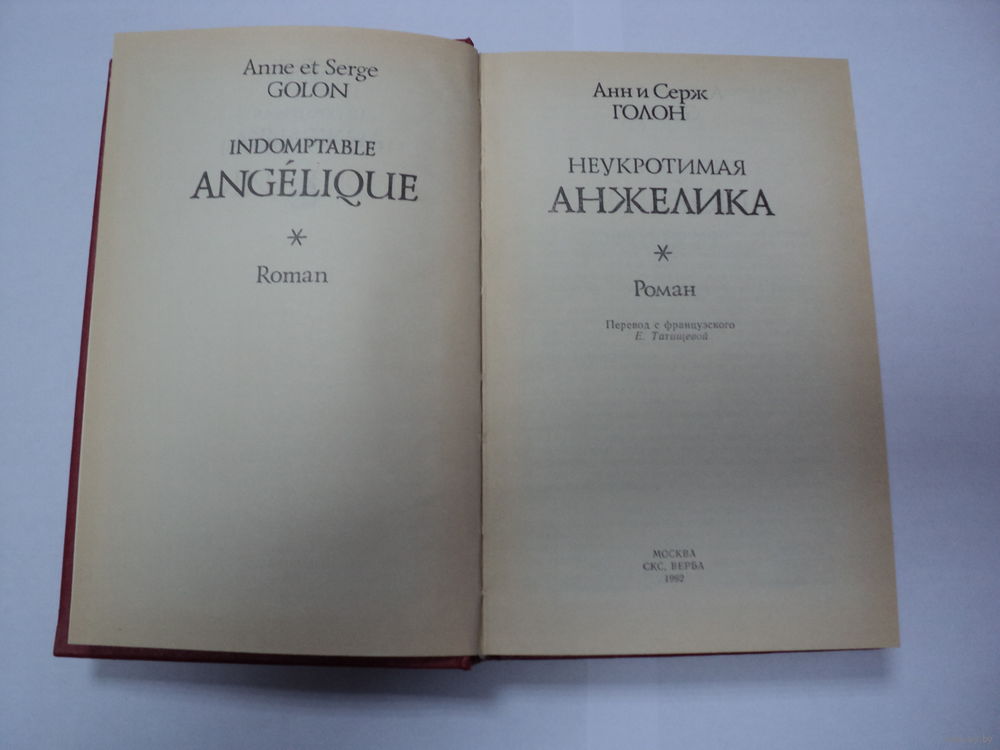 Anne et Serge
GOLON
INDOMPTABLE
ANGÉLIQUE
*
Roman
Анн и Серж
ГОЛОН
НЕУКРОТИМАЯ
АНЖЕЛИКА
*
Роман
Перевод с французского
Е. Татищевой
МОСКВА
СКС, ВЕРБА
1992